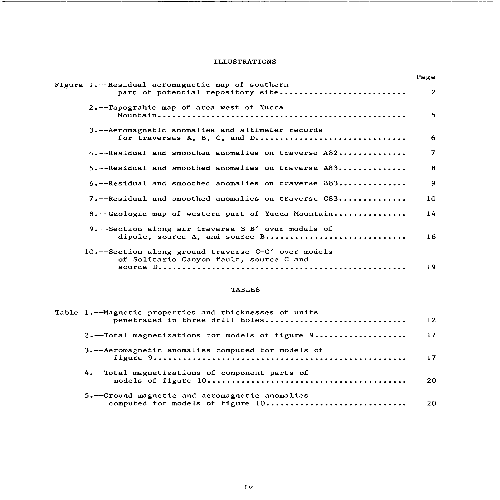 ILLUSTRATIONS
Page
Figure 1.--Residual aeromagnetic map of southern
part of potential repository site.......................... 2
2.--Topograhic map of area west of Yucca
Mountain................................................... 5
3.--Aeromagnetic anomalies and altimeter records
for traverses A, B, C, and D............................... 6
4.--Residual and smoothed anomalies on traverse A82.............. 7
5.--Residual and smoothed anomalies on traverse A83.............. 8
6.--Residual and smoothed anomalies on traverse B83.............. 9
7.--Residual and smoothed anomalies on traverse C83.............. 10
8.--Geologic map of western part of Yucca Mountain............... 14
9.--Section along air traverse B-B' over models of
dipole, source A, and source B............................. 16
10.--Section along ground traverse C-C' over models
of Solitario Canyon fault, source C and
source D................................................... 19
TABLES
Table 1.--Magnetic properties and thicknesses of units
penetrated in three drill holes............................. 12
2.--Total magnetizations for models of figure 9................... 17
3.--Aeromagnetic anomalies computed for models of
figure 9.................................................... 17
4.--Total magnetizations of component parts of
models of figure 10......................................... 20
5.--Ground magnetic and aeromagnetic anomalies
computed for models of figure 10............................. 20
iv